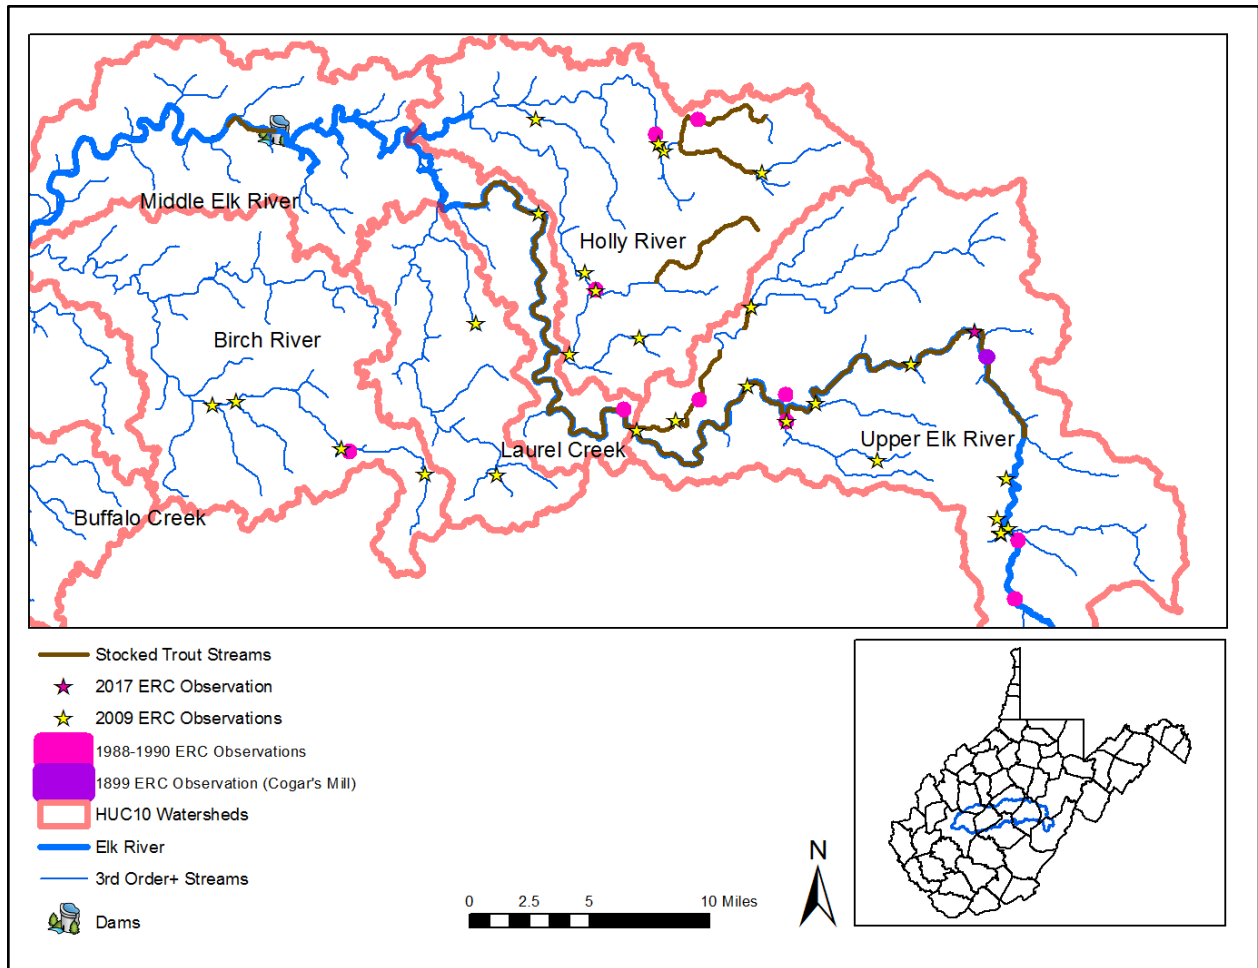 Middle Elk River
Holly River
Birch River
Upper Elk River
Laurel Creek
Buffalo Creek
Stocked Trout Streams
2017 ERC Observation
2009 ERC Observations
1988-1990 ERC Observations
1899 ERC Observation (Cogar's Mill)
HUC10 Watersheds
Elk River
3rd Order+ Streams
Dams
0 2.5 5 10 Miles
N